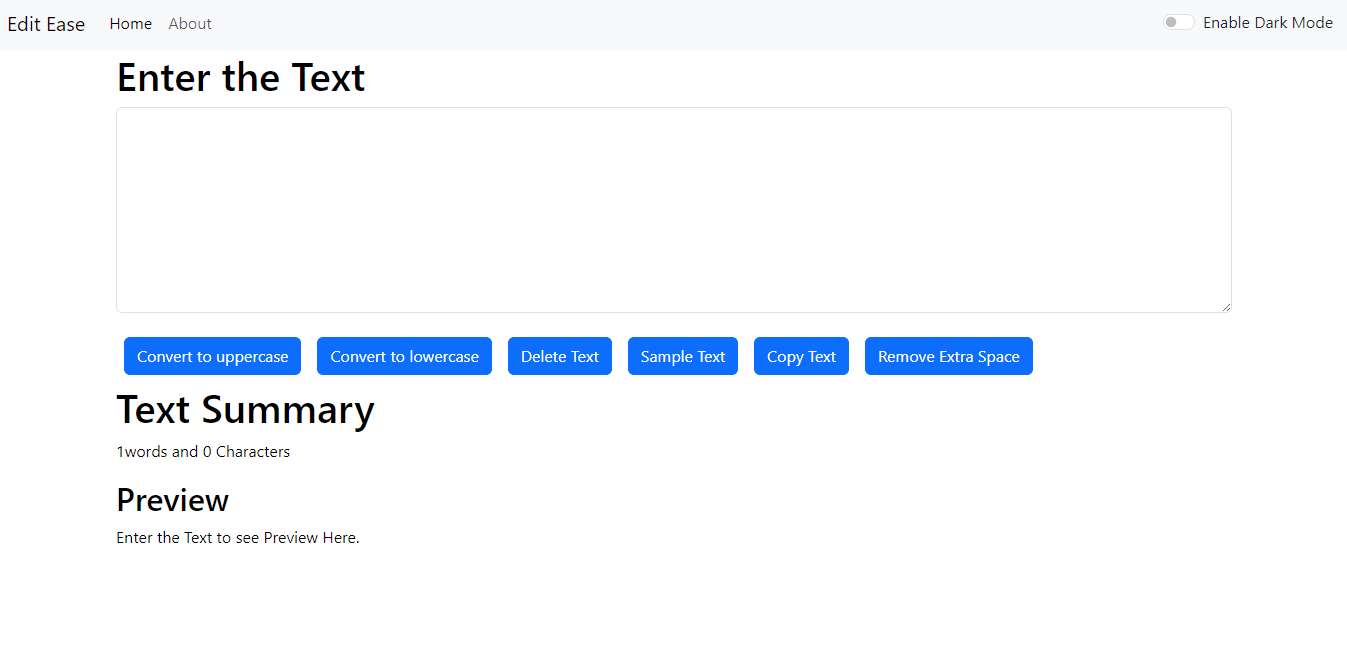 Edit Ease Home About Enable Dark Mode
Enter the Text
Convert to uppercase Convert to lowercase Delete Text Sample Text Copy Text Remove Extra Space
Text Summary
1words and 0 Characters
Preview
Enter the Text to see Preview Here.